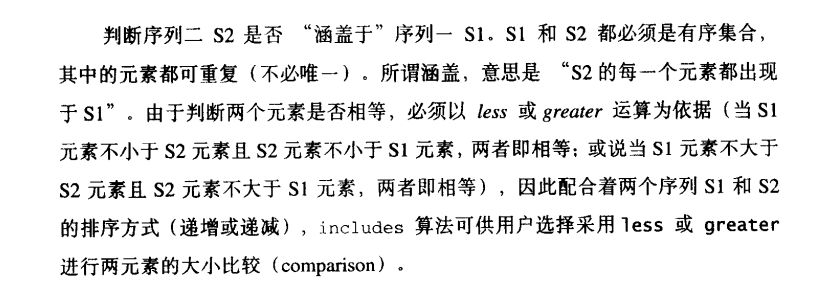 判断序列二 S2 是否 “涵盖于”序列一 S1。S1 和 S2 都必须是有序集合，
其中的元素都可重复（不必唯一）。所谓涵盖，意思是 “S2 的每一个元素都出现
于 S1”。由于判断两个元素是否相等，必须以 less 或 greater 运算为依据（当 S1
元素不小于 S2 元素且 S2 元素不小于 S1 元素，两者即相等；或说当 S1 元素不大于
S2 元素且 S2 元素不大于 S1 元素，两者即相等），因此配合着两个序列 S1 和 S2
的排序方式（递增或递减），includes 算法可供用户选择采用 less 或 greater
进行两元素的大小比较（comparison）。